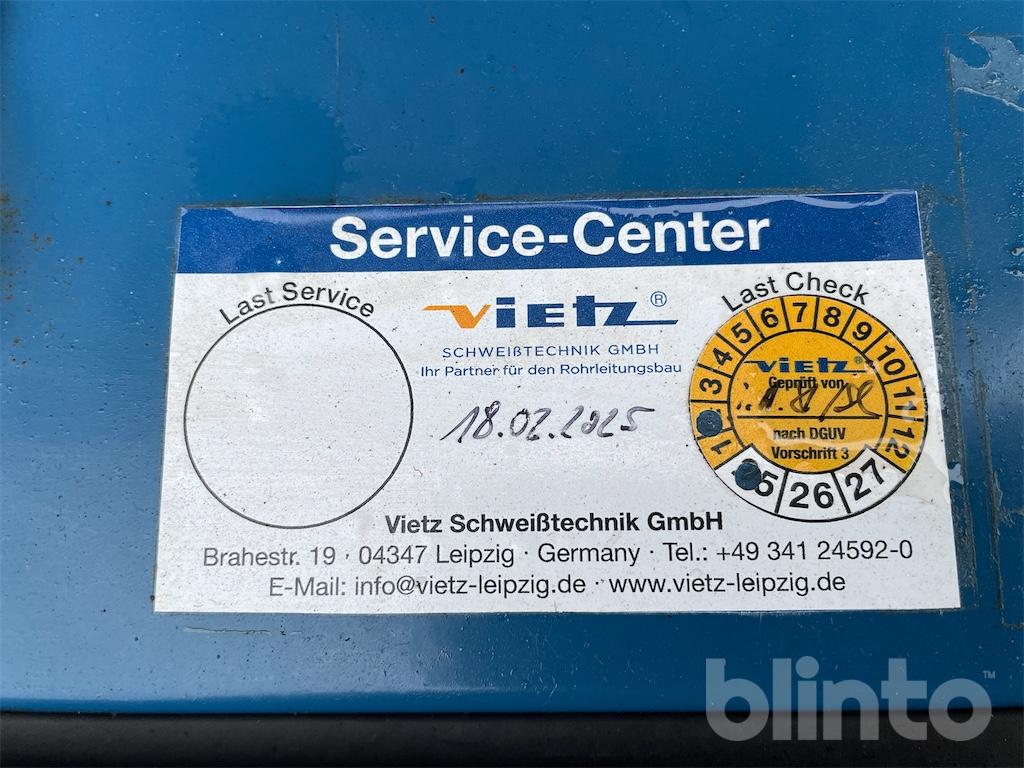 Service-Center
Last Service
Last Check
VIETZ®
SCHWEIßTECHNIK GMBH
Ihr Partner für den Rohrleitungsbau
18.02.2025
1 3 4 5 6 7 8 9 10 11 12
VIETZ®
Geprüft von
nach DGUV
Vorschrift 3
5 26 27
Vietz Schweißtechnik GmbH
Brahestr. 19 · 04347 Leipzig · Germany · Tel.: +49 341 24592-0
E-Mail: info@vietz-leipzig.de · www.vietz-leipzig.de
blinto™